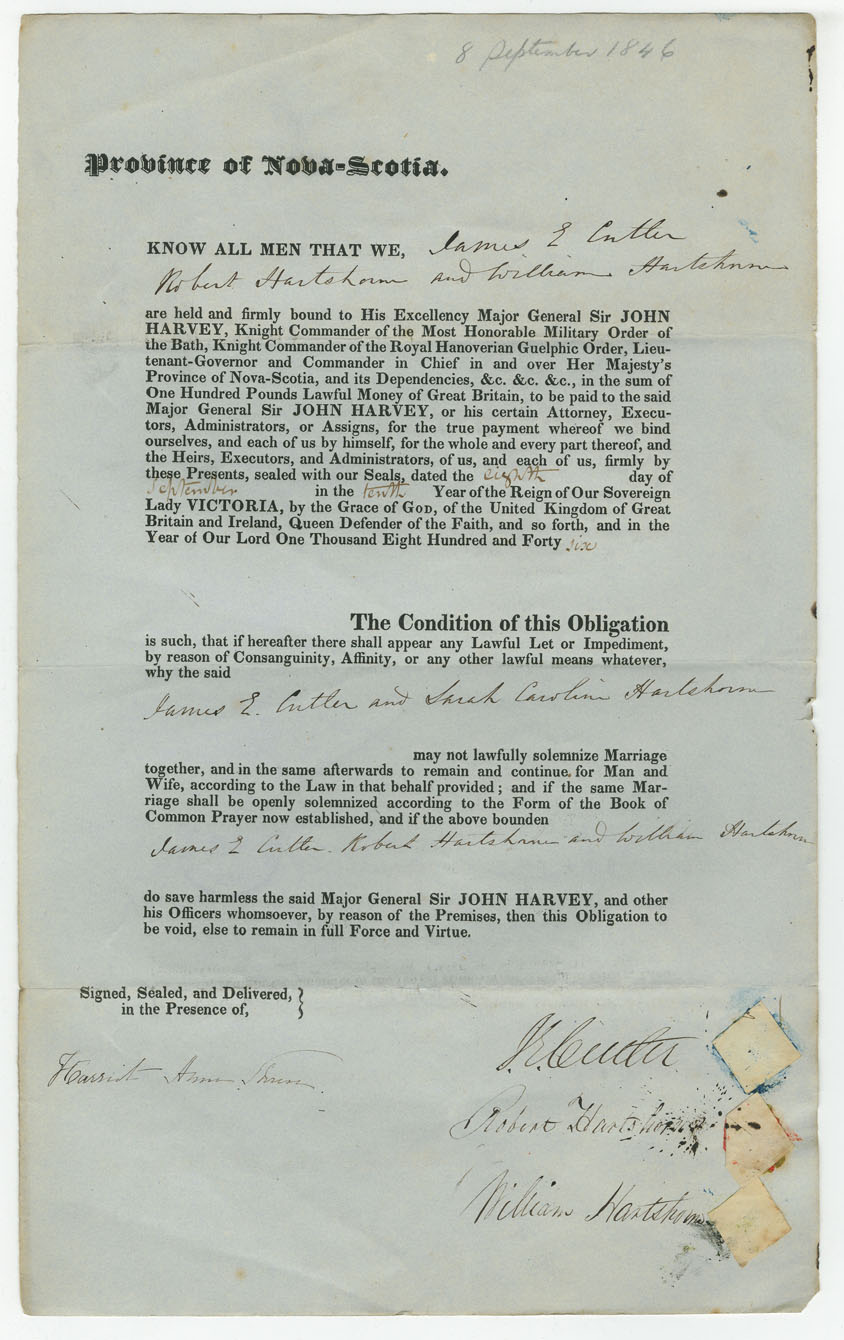 8 September 1846
Province of Nova-Scotia.
KNOW ALL MEN THAT WE, James E Cutler
Robert Hartshorne and William Hartshorne
are held and firmly bound to His Excellency Major General Sir JOHN
HARVEY, Knight Commander of the Most Honorable Military Order of
the Bath, Knight Commander of the Royal Hanoverian Guelphic Order, Lieu-
tenant-Governor and Commander in Chief in and over Her Majesty's
Province of Nova-Scotia, and its Dependencies, &c. &c. &c., in the sum of
One Hundred Pounds Lawful Money of Great Britain, to be paid to the said
Major General Sir JOHN HARVEY, or his certain Attorney, Execu-
tors, Administrators, or Assigns, for the true payment whereof we bind
ourselves, and each of us by himself, for the whole and every part thereof, and
the Heirs, Executors, and Administrators, of us, and each of us, firmly by
these Presents, sealed with our Seals, dated the eighth day of
September in the tenth Year of the Reign of Our Sovereign
Lady VICTORIA, by the Grace of GOD, of the United Kingdom of Great
Britain and Ireland, Queen Defender of the Faith, and so forth, and in the
Year of Our Lord One Thousand Eight Hundred and Forty six
The Condition of this Obligation
is such, that if hereafter there shall appear any Lawful Let or Impediment,
by reason of Consanguinity, Affinity, or any other lawful means whatever,
why the said
James E. Cutler and Sarah Caroline Hartshorne
may not lawfully solemnize Marriage
together, and in the same afterwards to remain and continue for Man and
Wife, according to the Law in that behalf provided; and if the same Mar-
riage shall be openly solemnized according to the Form of the Book of
Common Prayer now established, and if the above bounden
James E Cutler. Robert Hartshorne and William Hartshorne
do save harmless the said Major General Sir JOHN HARVEY, and other
his Officers whomsoever, by reason of the Premises, then this Obligation to
be void, else to remain in full Force and Virtue.
Signed, Sealed, and Delivered,
in the Presence of,
J. E. Cutler
Harriet Anne
Robert Hartshorne
William Hartshorne